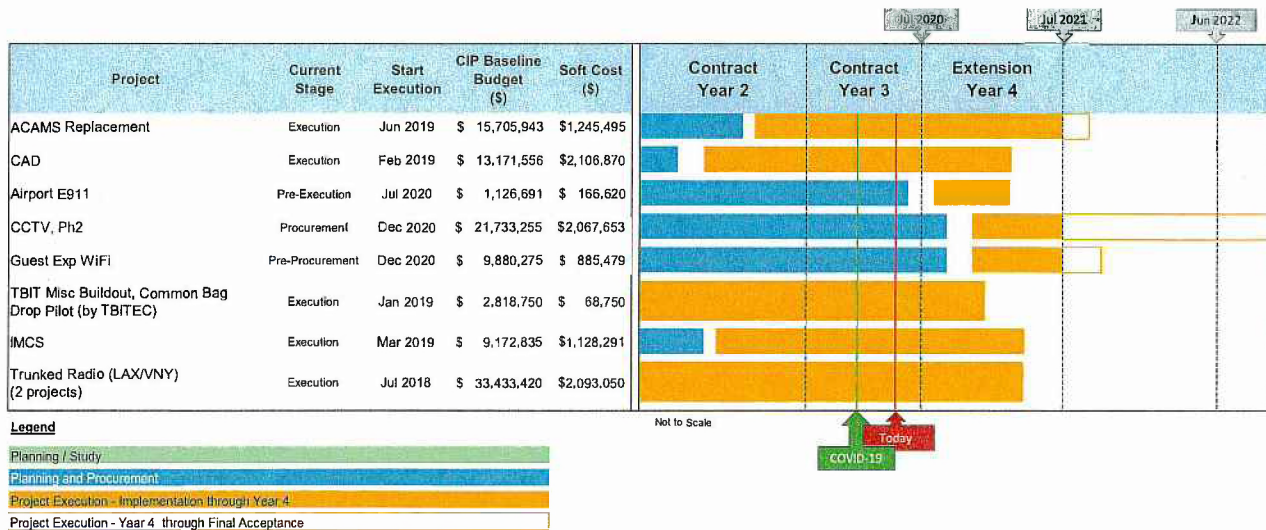 Jul 2020
Jul 2021
Jun 2022
Project
Current Stage
Start Execution
CIP Baseline Budget ($)
Soft Cost ($)
Contract Year 2
Contract Year 3
Extension Year 4
ACAMS Replacement Execution Jun 2019 $ 15,705,943 $1,245,495
CAD Execution Feb 2019 $ 13,171,556 $2,106,870
Airport E911 Pre-Execution Jul 2020 $ 1,126,691 $ 166,620
CCTV, Ph2 Procurement Dec 2020 $ 21,733,255 $2,067,653
Guest Exp WiFi Pre-Procurement Dec 2020 $ 9,880,275 $ 885,479
TBIT Misc Buildout, Common Bag
Drop Pilot (by TBITEC) Execution Jan 2019 $ 2,818,750 $ 68,750
IMCS Execution Mar 2019 $ 9,172,835 $1,128,291
Trunked Radio (LAX/VNY)
(2 projects) Execution Jul 2018 $ 33,433,420 $2,093,050
Not to Scale
Today
COVID-19
Legend
Planning / Study
Planning and Procurement
Project Execution - Implementation through Year 4
Project Execution - Year 4 through Final Acceptance